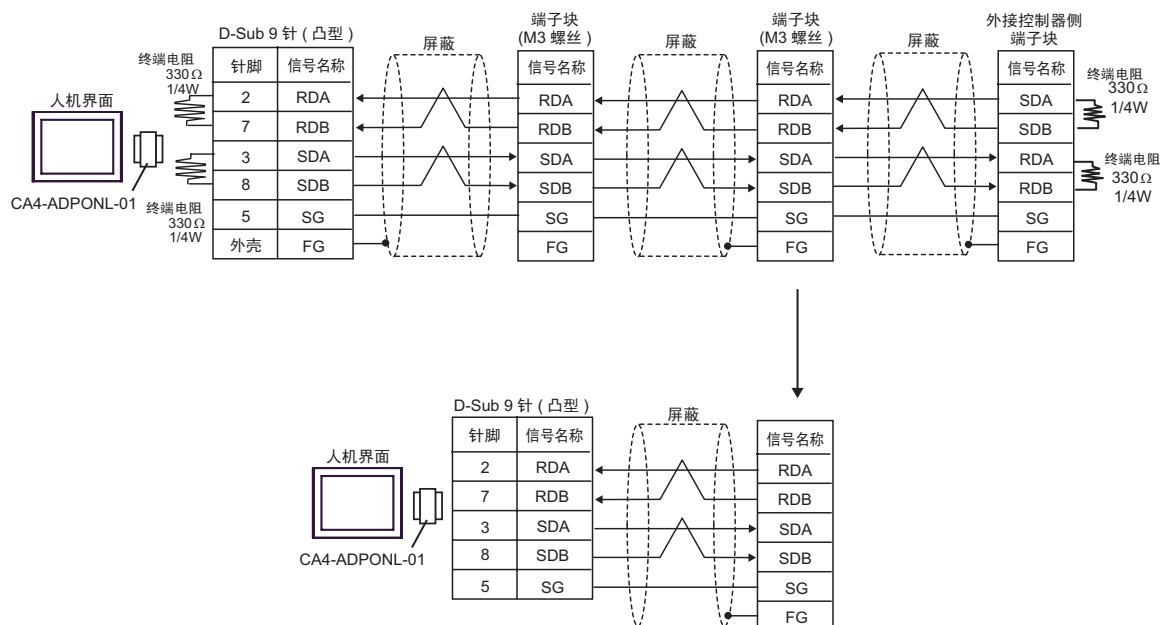 D-Sub 9 针 ( 凸型 )
屏蔽
端子块
(M3 螺丝 )
屏蔽
端子块
(M3 螺丝 )
屏蔽
外接控制器侧
端子块
终端电阻
330Ω
1/4W
针脚 信号名称
信号名称
信号名称
信号名称
终端电阻
330Ω
1/4W
人机界面
2 RDA
RDA
RDA
SDA
7 RDB
RDB
RDB
SDB
3 SDA
SDA
SDA
RDA
终端电阻
330Ω
1/4W
8 SDB
SDB
SDB
RDB
CA4-ADPONL-01
终端电阻
330Ω
1/4W
5 SG
SG
SG
SG
外壳 FG
FG
FG
FG
D-Sub 9 针 ( 凸型 )
屏蔽
针脚 信号名称
信号名称
人机界面
2 RDA
RDA
7 RDB
RDB
3 SDA
SDA
8 SDB
SDB
CA4-ADPONL-01
5 SG
SG
FG